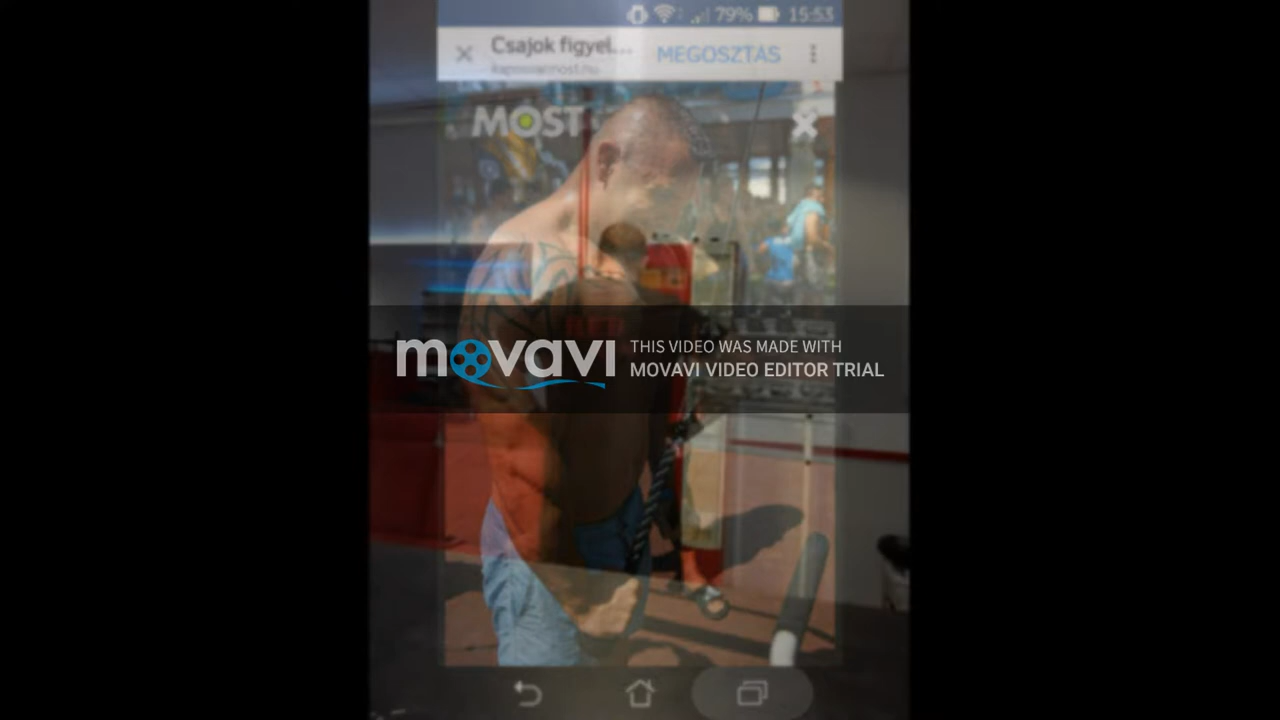 79% 15:53
Csajok figyel...
MEGOSZTÁS
MOST
movavi
THIS VIDEO WAS MADE WITH
MOVAVI VIDEO EDITOR TRIAL